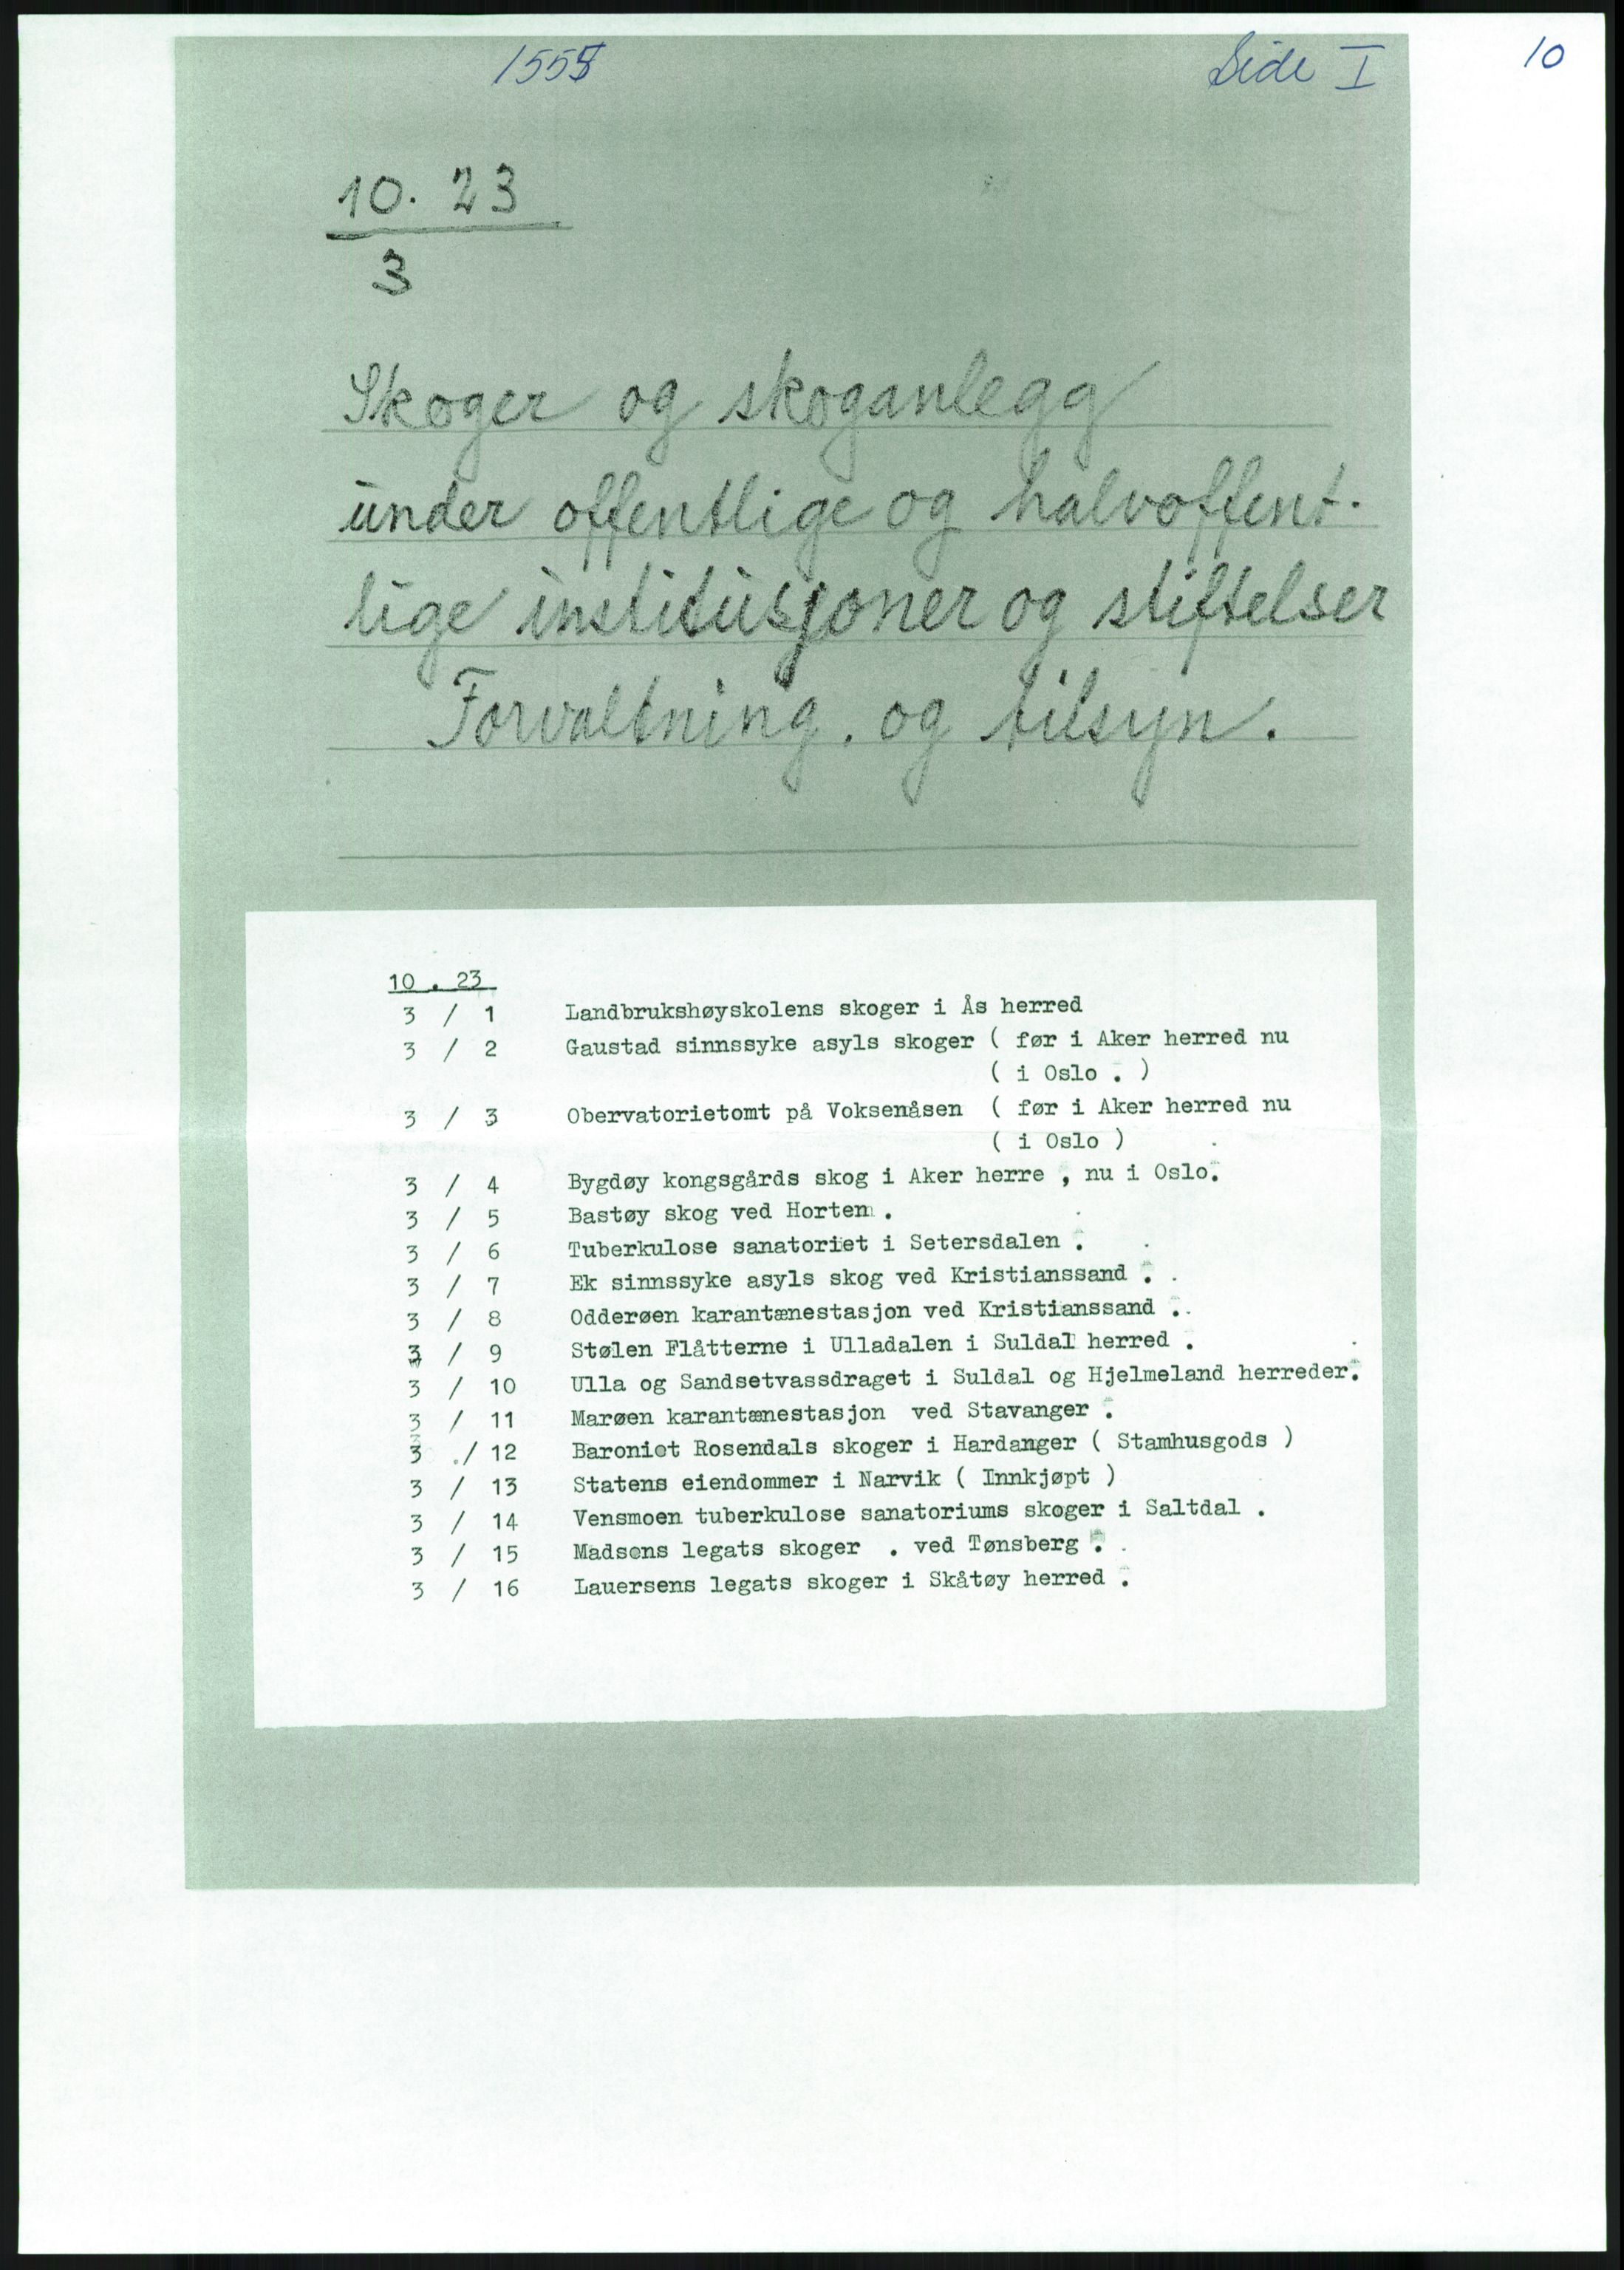 Side I
10
10. 23
3
Skoger og skoganlegg
under offentlige og halvoffent-
lige institusjoner og stiftelser
Forvaltning. og tilsyn.
10 . 23
3 / 1 Landbrukshøyskolens skoger i Ås herred
3 / 2 Gaustad sinnssyke asyls skoger ( før i Aker herred nu
( i Oslo . )
3 / 3 Obervatorietomt på Voksenåsen ( før i Aker herred nu
( i Oslo )
3 / 4 Bygdøy kongsgårds skog i Aker herre , nu i Oslo.
3 / 5 Bastøy skog ved Horten .
3 / 6 Tuberkulose sanatoriet i Setersdalen .
3 / 7 Ek sinnssyke asyls skog ved Kristianssand .
3 / 8 Odderøen karantænestasjon ved Kristianssand .
3 / 9 Stølen Flåtterne i Ulladalen i Suldal herred .
3 / 10 Ulla og Sandsetvassdraget i Suldal og Hjelmeland herreder.
3 / 11 Marøen karantænestasjon ved Stavanger .
3 ./ 12 Baroniet Rosendals skoger i Hardanger ( Stamhusgods )
3 / 13 Statens eiendommer i Narvik ( Innkjøpt )
3 / 14 Vensmoen tuberkulose sanatoriums skoger i Saltdal .
3 / 15 Madsens legats skoger . ved Tønsberg .
3 / 16 Lauersens legats skoger i Skåtøy herred .